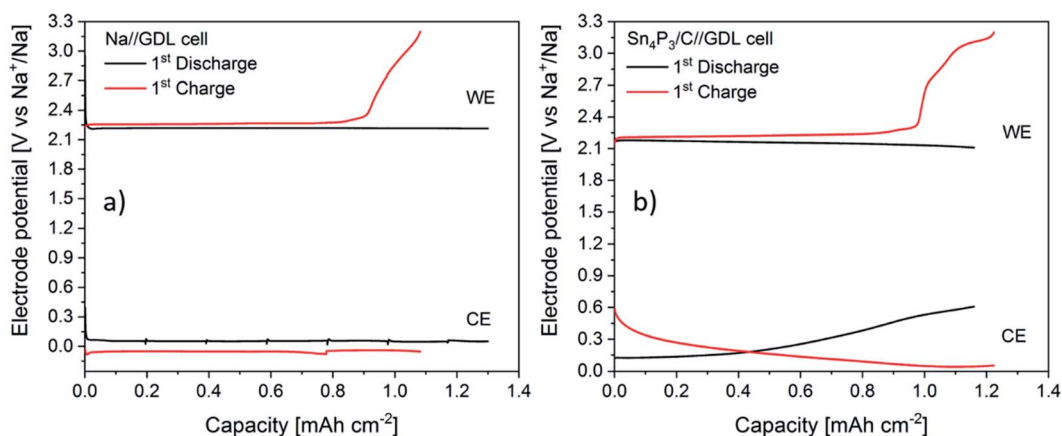 Na//GDL cell
1st Discharge
1st Charge
WE
a)
CE
Electrode potential [V vs Na+/Na]
3.3
3.0
2.7
2.4
2.1
1.8
1.5
1.2
0.9
0.6
0.3
0.0
0.0 0.2 0.4 0.6 0.8 1.0 1.2 1.4
Capacity [mAh cm-2]
Sn4P3/C//GDL cell
1st Discharge
1st Charge
WE
b)
CE
Electrode potential [V vs Na+/Na]
3.3
3.0
2.7
2.4
2.1
1.8
1.5
1.2
0.9
0.6
0.3
0.0
0.0 0.2 0.4 0.6 0.8 1.0 1.2 1.4
Capacity [mAh cm-2]